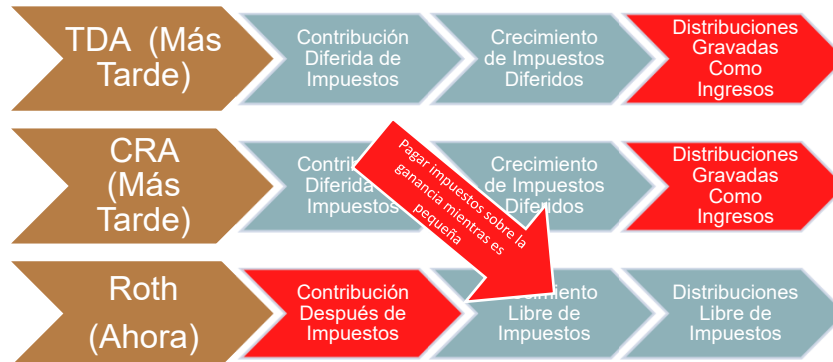 TDA (Más
Tarde)
Contribución
Diferida de
Impuestos
Crecimiento
de Impuestos
Diferidos
Distribuciones
Gravadas
Como
Ingresos
CRA
(Más
Tarde)
Diferida
Impuestos
Crecimiento
de Impuestos
Diferidos
Distribuciones
Gravadas
Como
Ingresos
Pagar impuestos sobre la
ganancia mientras es
pequeña
Roth
(Ahora)
Contribución
Después de
Impuestos
Libre de
Impuestos
Distribuciones
Libre de
Impuestos